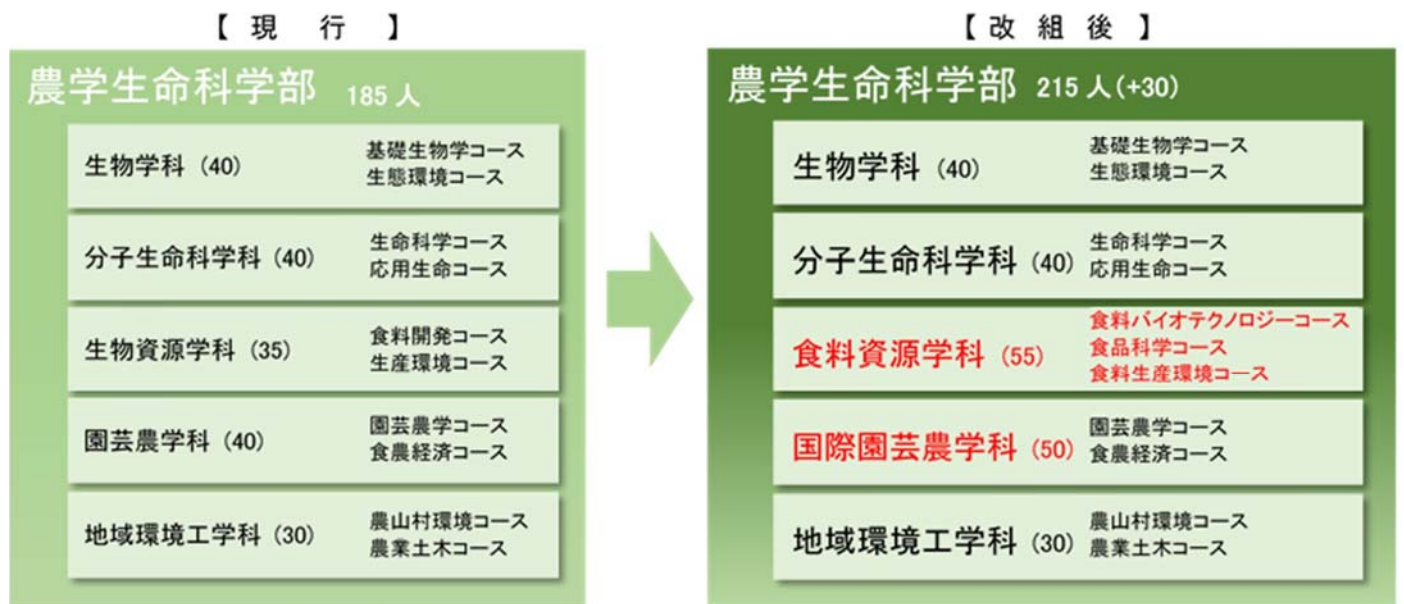 【 現 行 】
農学生命科学部 185 人
生物学科 (40)
基礎生物学コース
生態環境コース
分子生命科学科 (40)
生命科学コース
応用生命コース
生物資源学科 (35)
食料開発コース
生産環境コース
園芸農学科 (40)
園芸農学コース
食農経済コース
地域環境工学科 (30)
農山村環境コース
農業土木コース
【 改 組 後 】
農学生命科学部 215 人(+30)
生物学科 (40)
基礎生物学コース
生態環境コース
分子生命科学科 (40)
生命科学コース
応用生命コース
食料資源学科 (55)
食料バイオテクノロジーコース
食品科学コース
食料生産環境コース
国際園芸農学科 (50)
園芸農学コース
食農経済コース
地域環境工学科 (30)
農山村環境コース
農業土木コース